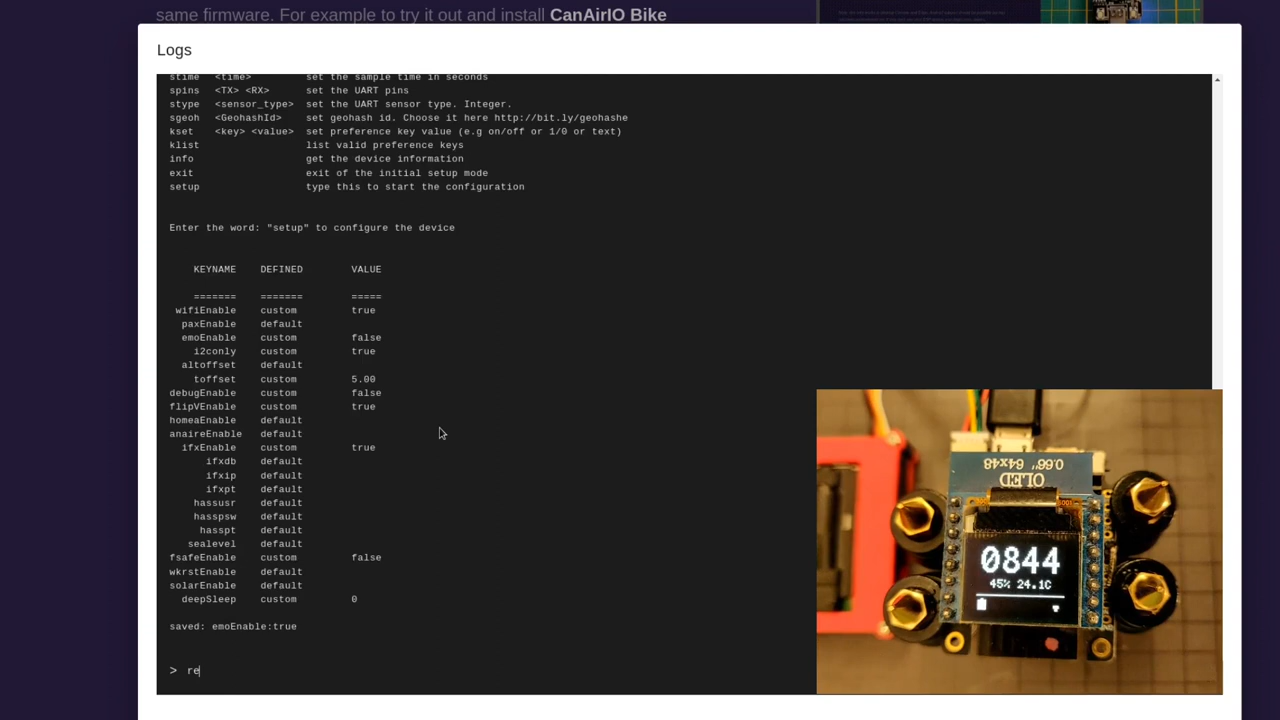 same firmware. For example to try it out and install CanAirIO Bike
Logs
stime <time> set the sample time in seconds
spins <TX> <RX> set the UART pins
stype <sensor_type> set the UART sensor type. Integer.
sgeoh <GeohashId> set geohash id. Choose it here http://bit.ly/geohashe
kset <key> <value> set preference key value (e.g on/off or 1/0 or text)
klist list valid preference keys
info get the device information
exit exit of the initial setup mode
setup type this to start the configuration
Enter the word: "setup" to configure the device
KEYNAME DEFINED VALUE
======= ======= =====
wifiEnable custom true
paxEnable default
emoEnable custom false
i2conly custom true
altoffset default
toffset custom 5.00
debugEnable custom false
flipVEnable custom true
homeaEnable default
anaireEnable default
ifxEnable custom true
ifxdb default
ifxip default
ifxpt default
hassusr default
hasspsw default
hasspt default
sealevel default
fsafeEnable custom false
wkrstEnable default
solarEnable default
deepSleep custom 0
saved: emoEnable:true
> re
0.66" 64x48
OLED
0844
45% 24.1C